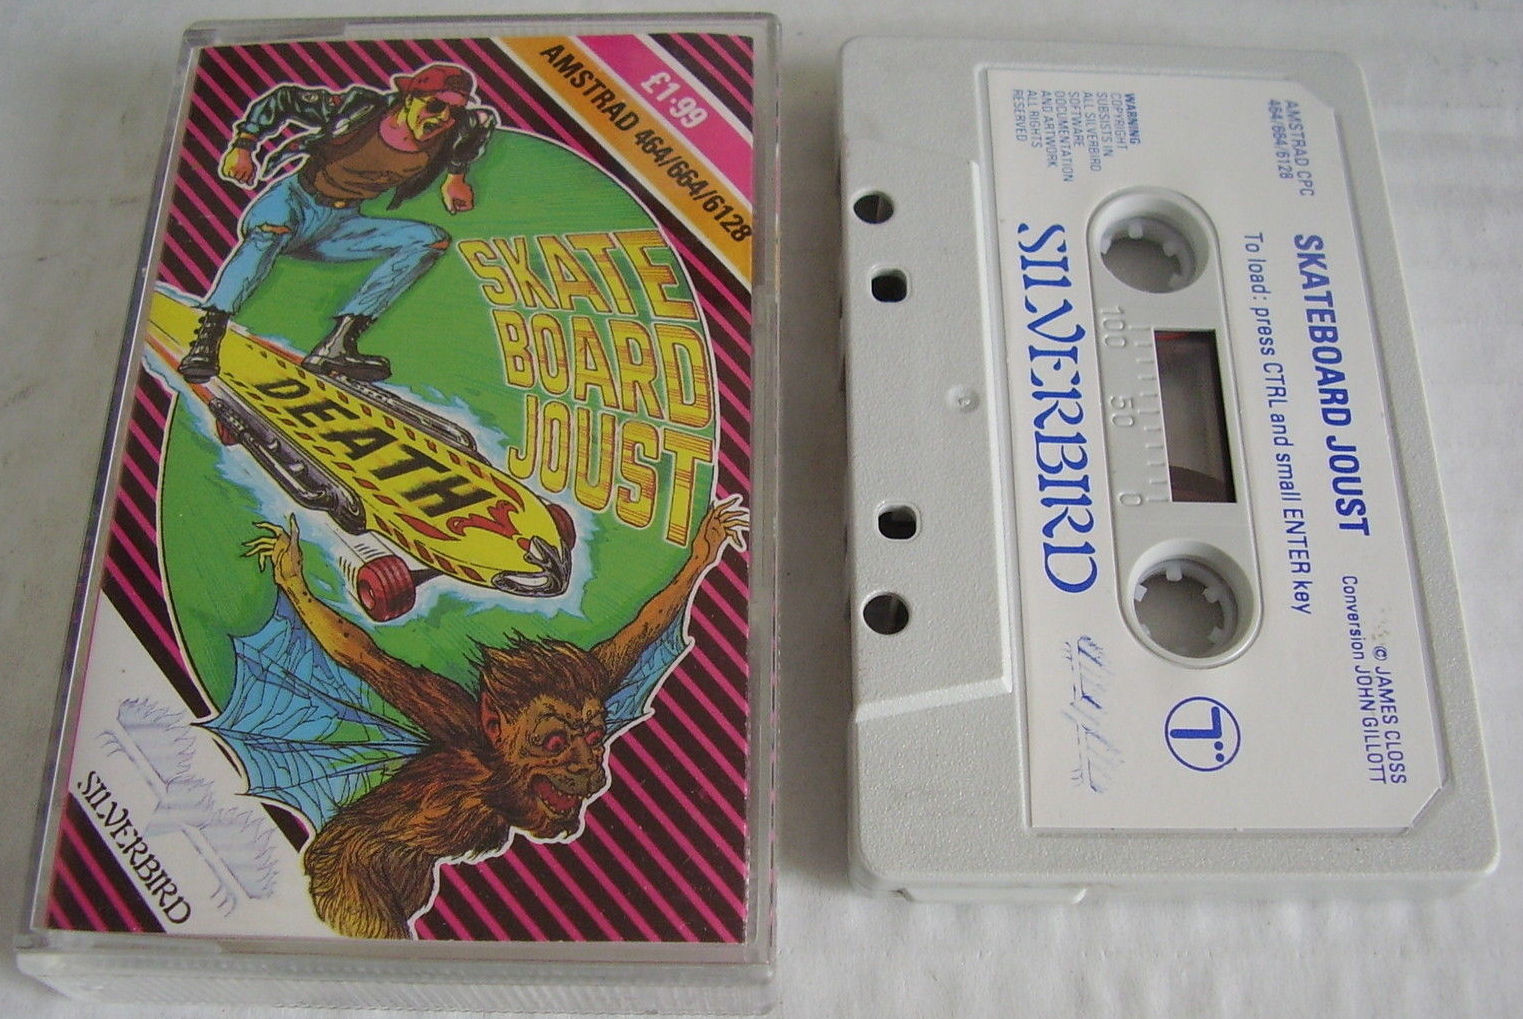 £1·99
AMSTRAD 464/664/6128
SKATE
BOARD
JOUST
DEATH
SILVERBIRD
AMSTRAD CPC
464/664/6128
SKATEBOARD JOUST
To load: press CTRL and small ENTER key
© JAMES CLOSS
Conversion JOHN GILLOTT
WARNING
COPYRIGHT
SUBSISTS IN
ALL SILVERBIRD
SOFTWARE
DOCUMENTATION
AND ARTWORK
ALL RIGHTS
RESERVED
100 50 0
SILVERBIRD